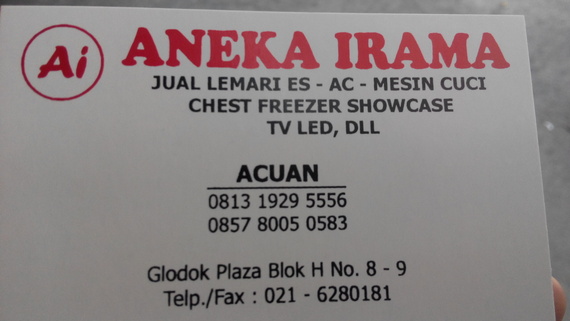 Ai
ANEKA IRAMA
JUAL LEMARI ES - AC - MESIN CUCI
CHEST FREEZER SHOWCASE
TV LED, DLL
ACUAN
0813 1929 5556
0857 8005 0583
Glodok Plaza Blok H No. 8 - 9
Telp./Fax : 021 - 6280181